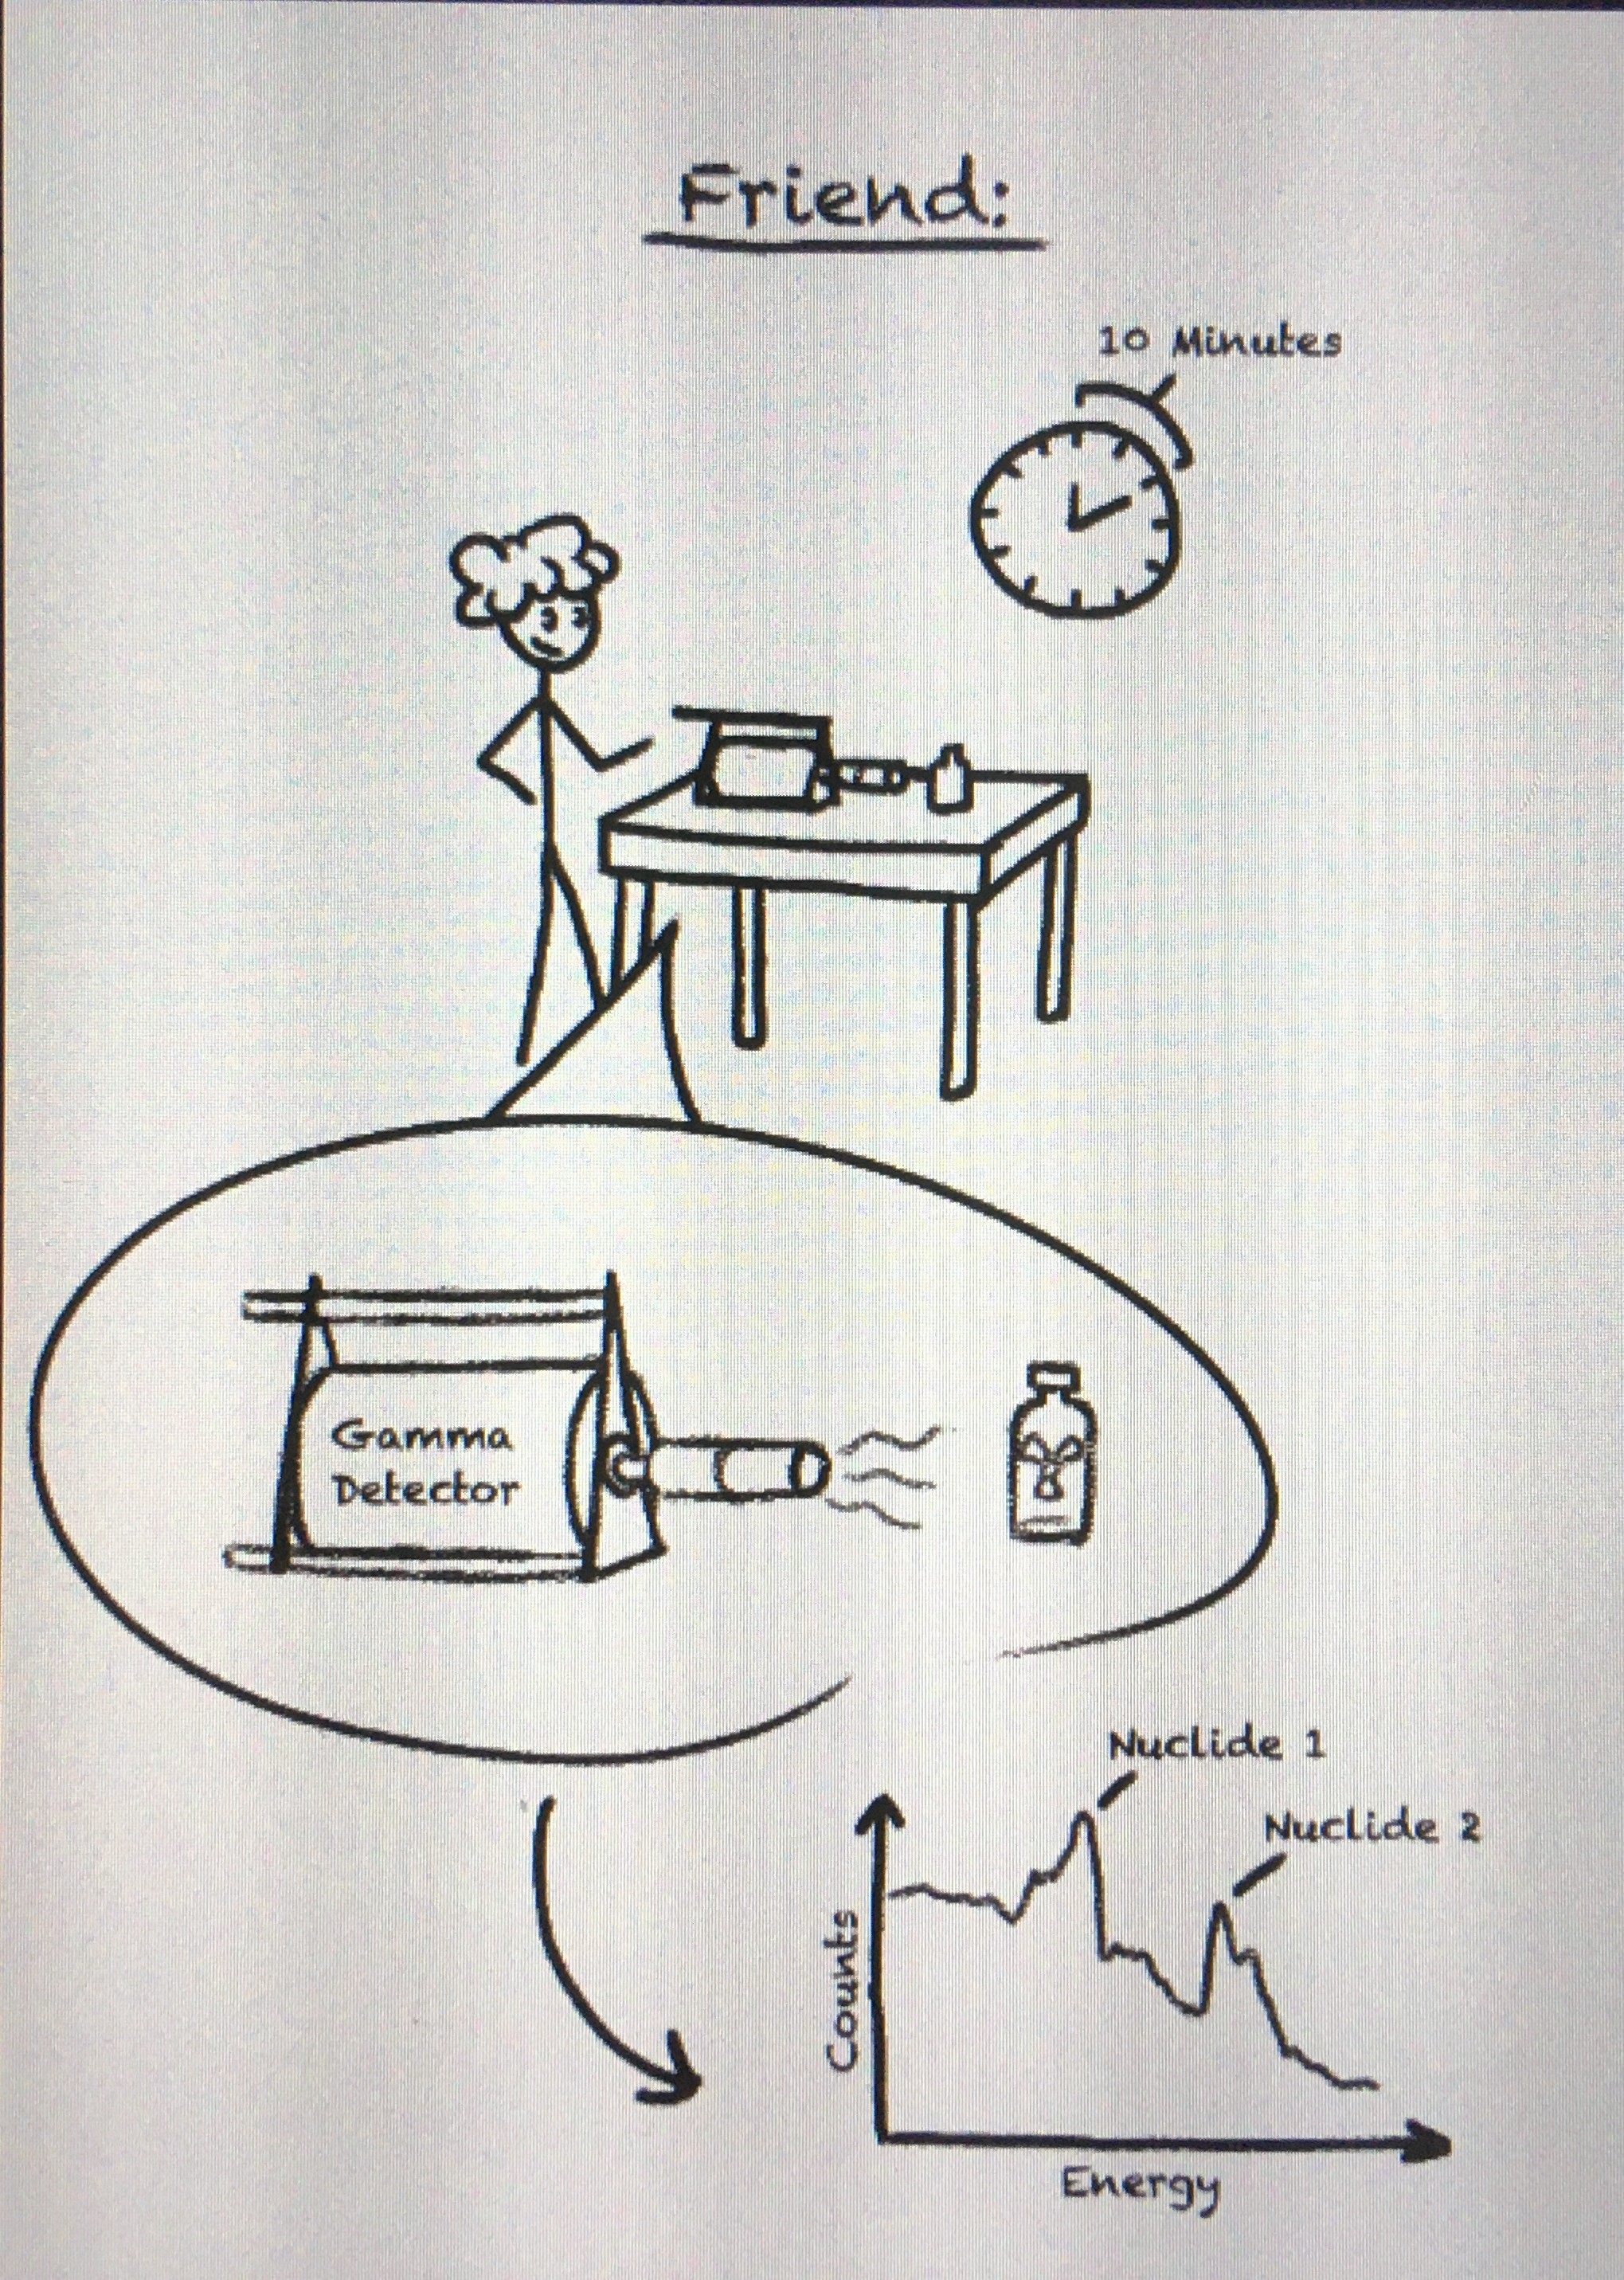 Friend:
10 Minutes
Gamma
Detector
Nuclide 1
Nuclide 2
Counts
Energy